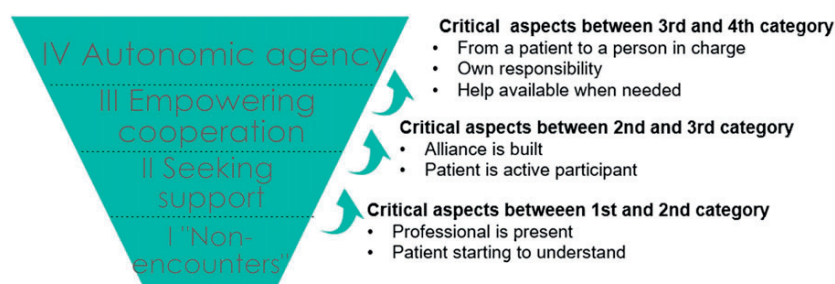 IV Autonomic agency
III Empowering
cooperation
II Seeking
support
I "Non-
encounters"
Critical aspects between 3rd and 4th category
• From a patient to a person in charge
• Own responsibility
• Help available when needed
Critical aspects between 2nd and 3rd category
• Alliance is built
• Patient is active participant
Critical aspects betweeen 1st and 2nd category
• Professional is present
• Patient starting to understand